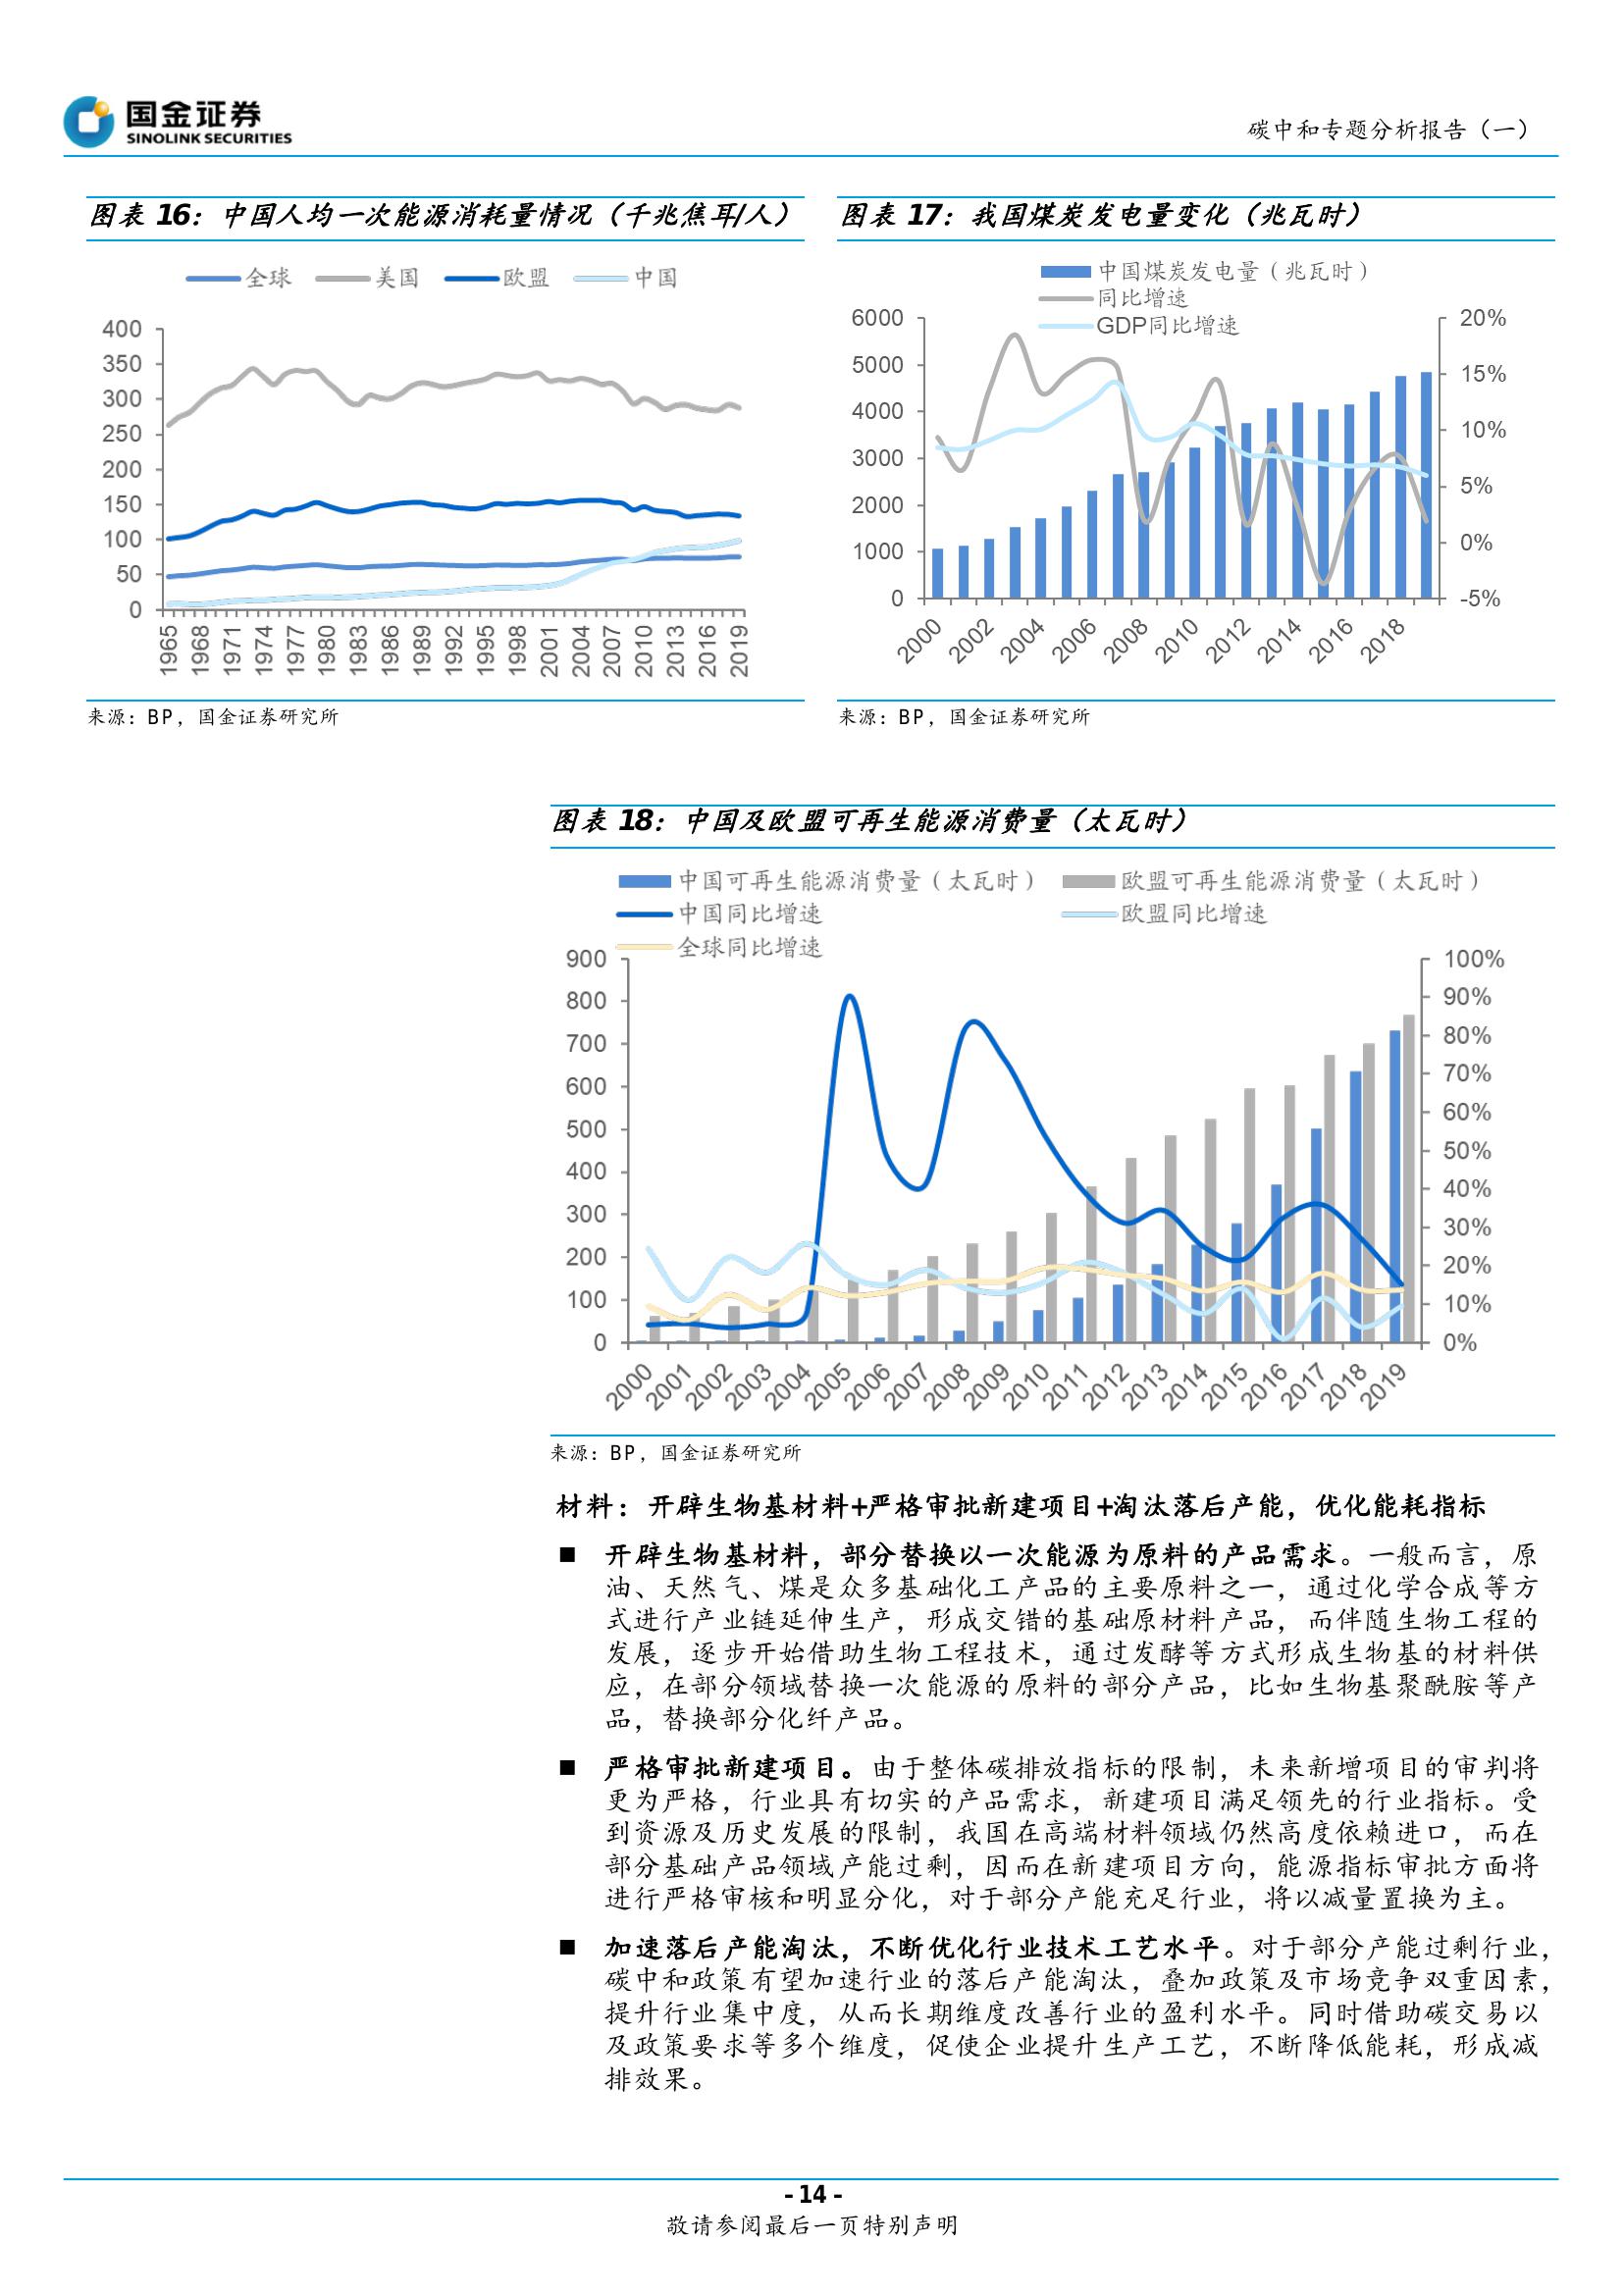 国金证券
SINOLINK SECURITIES
碳中和专题分析报告（一）
图表 16：中国人均一次能源消耗量情况（千兆焦耳/人）
全球 美国 欧盟 中国
400
350
300
250
200
150
100
50
0
1965 1968 1971 1974 1977 1980 1983 1986 1989 1992 1995 1998 2001 2004 2007 2010 2013 2016 2019
来源：BP，国金证券研究所
图表 17：我国煤炭发电量变化（兆瓦时）
中国煤炭发电量（兆瓦时）
同比增速
GDP同比增速
6000 20%
5000 15%
4000 10%
3000 5%
2000 0%
1000 -5%
0
2000 2002 2004 2006 2008 2010 2012 2014 2016 2018
来源：BP，国金证券研究所
图表 18：中国及欧盟可再生能源消费量（太瓦时）
中国可再生能源消费量（太瓦时） 欧盟可再生能源消费量（太瓦时）
中国同比增速 欧盟同比增速
全球同比增速
900 100%
800 90%
700 80%
600 70%
500 60%
400 50%
300 40%
200 30%
100 20%
0 10%
0%
2000 2001 2002 2003 2004 2005 2006 2007 2008 2009 2010 2011 2012 2013 2014 2015 2016 2017 2018 2019
来源：BP，国金证券研究所
材料：开辟生物基材料+严格审批新建项目+淘汰落后产能，优化能耗指标
■ 开辟生物基材料，部分替换以一次能源为原料的产品需求。一般而言，原
油、天然气、煤是众多基础化工产品的主要原料之一，通过化学合成等方
式进行产业链延伸生产，形成交错的基础原材料产品，而伴随生物工程的
发展，逐步开始借助生物工程技术，通过发酵等方式形成生物基的材料供
应，在部分领域替换一次能源的原料的部分产品，比如生物基聚酰胺等产
品，替换部分化纤产品。
■ 严格审批新建项目。由于整体碳排放指标的限制，未来新增项目的审判将
更为严格，行业具有切实的产品需求，新建项目满足领先的行业指标。受
到资源及历史发展的限制，我国在高端材料领域仍然高度依赖进口，而在
部分基础产品领域产能过剩，因而在新建项目方向，能源指标审批方面将
进行严格审核和明显分化，对于部分产能充足行业，将以减量置换为主。
■ 加速落后产能淘汰，不断优化行业技术工艺水平。对于部分产能过剩行业，
碳中和政策有望加速行业的落后产能淘汰，叠加政策及市场竞争双重因素，
提升行业集中度，从而长期维度改善行业的盈利水平。同时借助碳交易以
及政策要求等多个维度，促使企业提升生产工艺，不断降低能耗，形成减
排效果。
- 14 -
敬请参阅最后一页特别声明